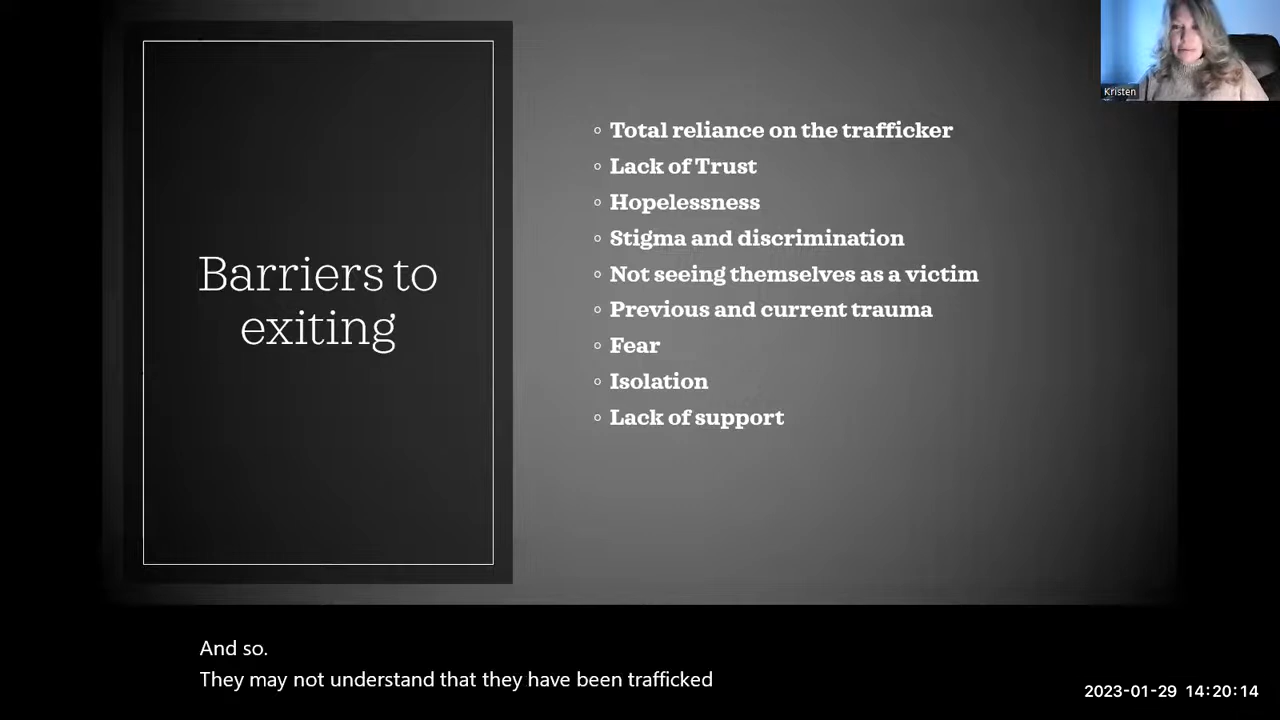 Barriers to
exiting
◦ Total reliance on the trafficker
◦ Lack of Trust
◦ Hopelessness
◦ Stigma and discrimination
◦ Not seeing themselves as a victim
◦ Previous and current trauma
◦ Fear
◦ Isolation
◦ Lack of support
Kristen
And so.
They may not understand that they have been trafficked
2023-01-29 14:20:14